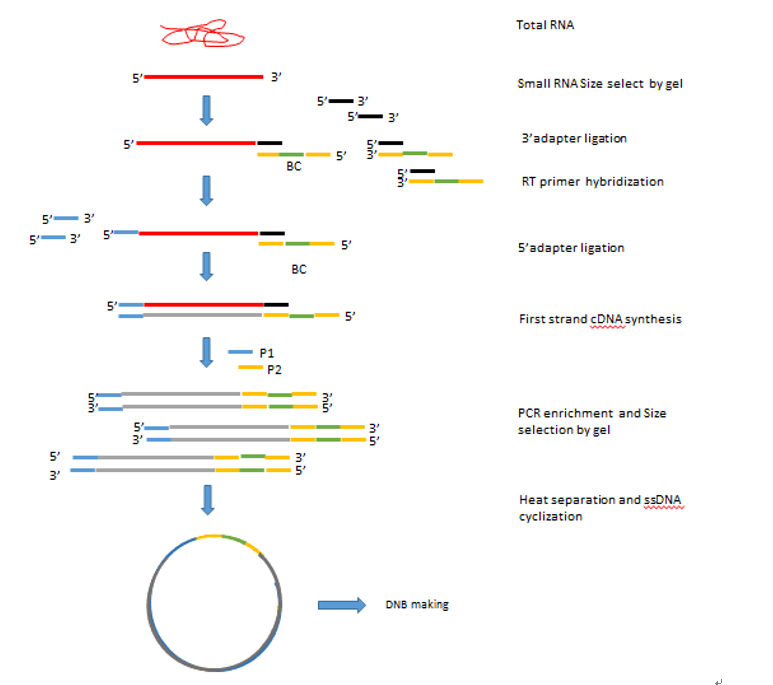 Total RNA
5’ 3’
Small RNA Size select by gel
5’ 3’
5’ 3’
5’ 5’
3’adapter ligation
3’ 5’
BC
5’
3’
RT primer hybridization
5’ 3’
5’ 3’ 5’
5’
5’adapter ligation
BC
5’
5’
First strand cDNA synthesis
P1
P2
5’ 3’
3’ 5’
PCR enrichment and Size
selection by gel
5’ 3’
3’ 5’
5’ 3’
3’ 5’
Heat separation and ssDNA
cyclization
DNB making